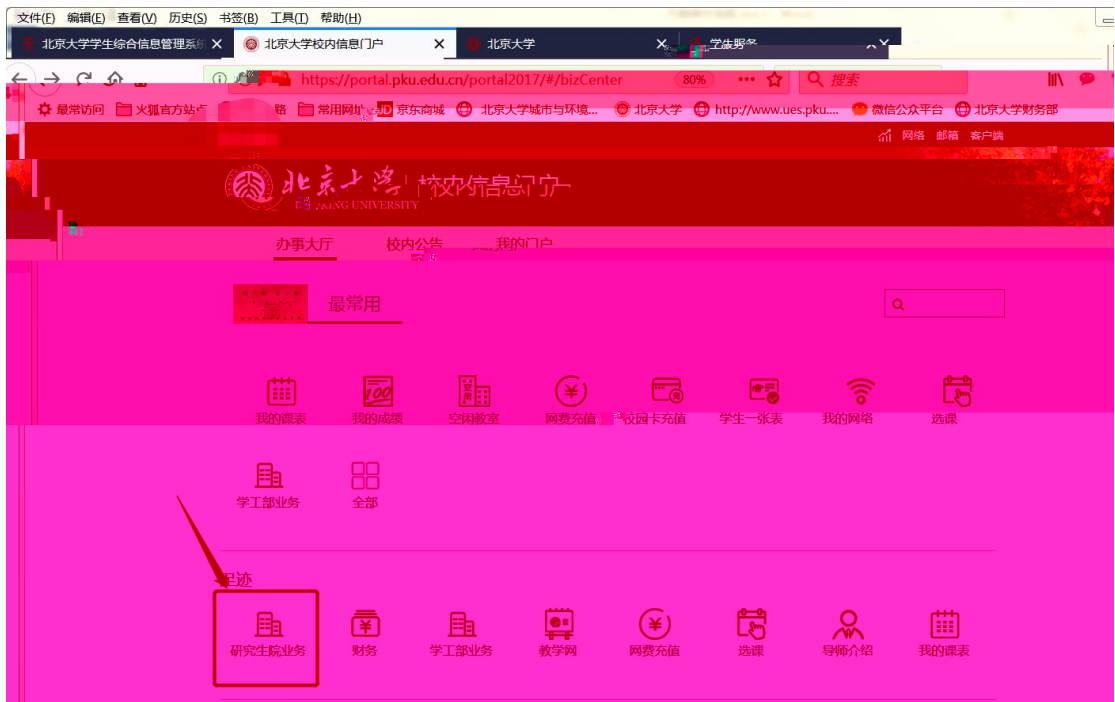 文件(F) 编辑(E) 查看(V) 历史(S) 书签(B) 工具(T) 帮助(H)
北京大学学生综合信息管理系统 北京大学校内信息门户 北京大学
https://portal.pku.edu.cn/portal2017/#/bizCenter 80% 搜索
最常访问 火狐官方站点 常用网址 JD 京东商城 北京大学城市与环境... 北京大学 http://www.ues.pku.... 微信公众平台 北京大学财务部
网络 邮箱 客户端
北京大学 校内信息门户
UNIVERSITY
办事大厅 校内公告 我的门户
最常用
我的课表 我的成绩 空闲教室 网费充值 校园卡充值 学生一张表 我的网络 选课
学工部业务 全部
足迹
研究生院业务 财务 学工部业务 教学网 网费充值 选课 导师介绍 我的课表